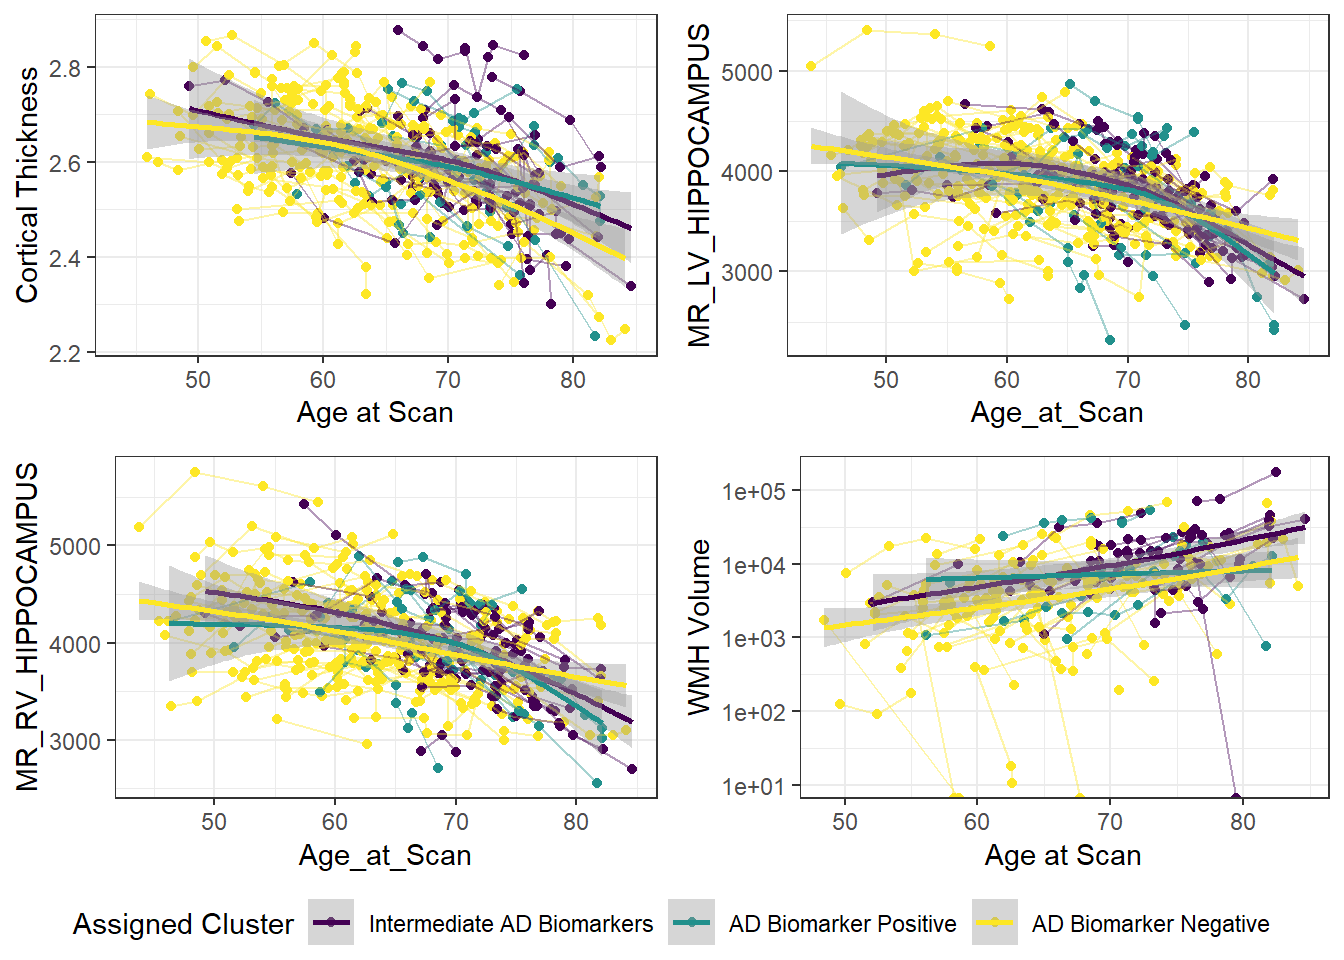 Cortical Thickness
2.8
2.6
2.4
2.2
50 60 70 80
Age at Scan
MR_LV_HIPPOCAMPUS
5000
4000
3000
50 60 70 80
Age_at_Scan
MR_RV_HIPPOCAMPUS
5000
4000
3000
50 60 70 80
Age_at_Scan
WMH Volume
1e+05
1e+04
1e+03
1e+02
1e+01
50 60 70 80
Age at Scan
Assigned Cluster Intermediate AD Biomarkers AD Biomarker Positive AD Biomarker Negative